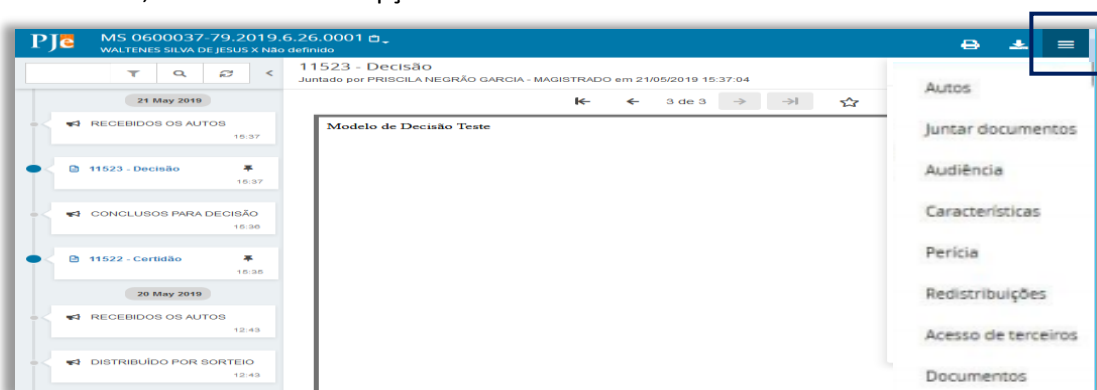 PJe
MS 0600037-79.2019.6.26.0001
WALTENES SILVA DE JESUS X Não definido
11523 - Decisão
Juntado por PRISCILA NEGRÃO GARCIA - MAGISTRADO em 21/05/2019 15:37:04
3 de 3
21 May 2019
RECEBIDOS OS AUTOS
15:37
11523 - Decisão
15:37
CONCLUSOS PARA DECISÃO
15:36
11522 - Certidão
15:35
20 May 2019
RECEBIDOS OS AUTOS
12:43
DISTRIBUÍDO POR SORTEIO
12:43
Modelo de Decisão Teste
Autos
Juntar documentos
Audiência
Características
Perícia
Redistribuições
Acesso de terceiros
Documentos